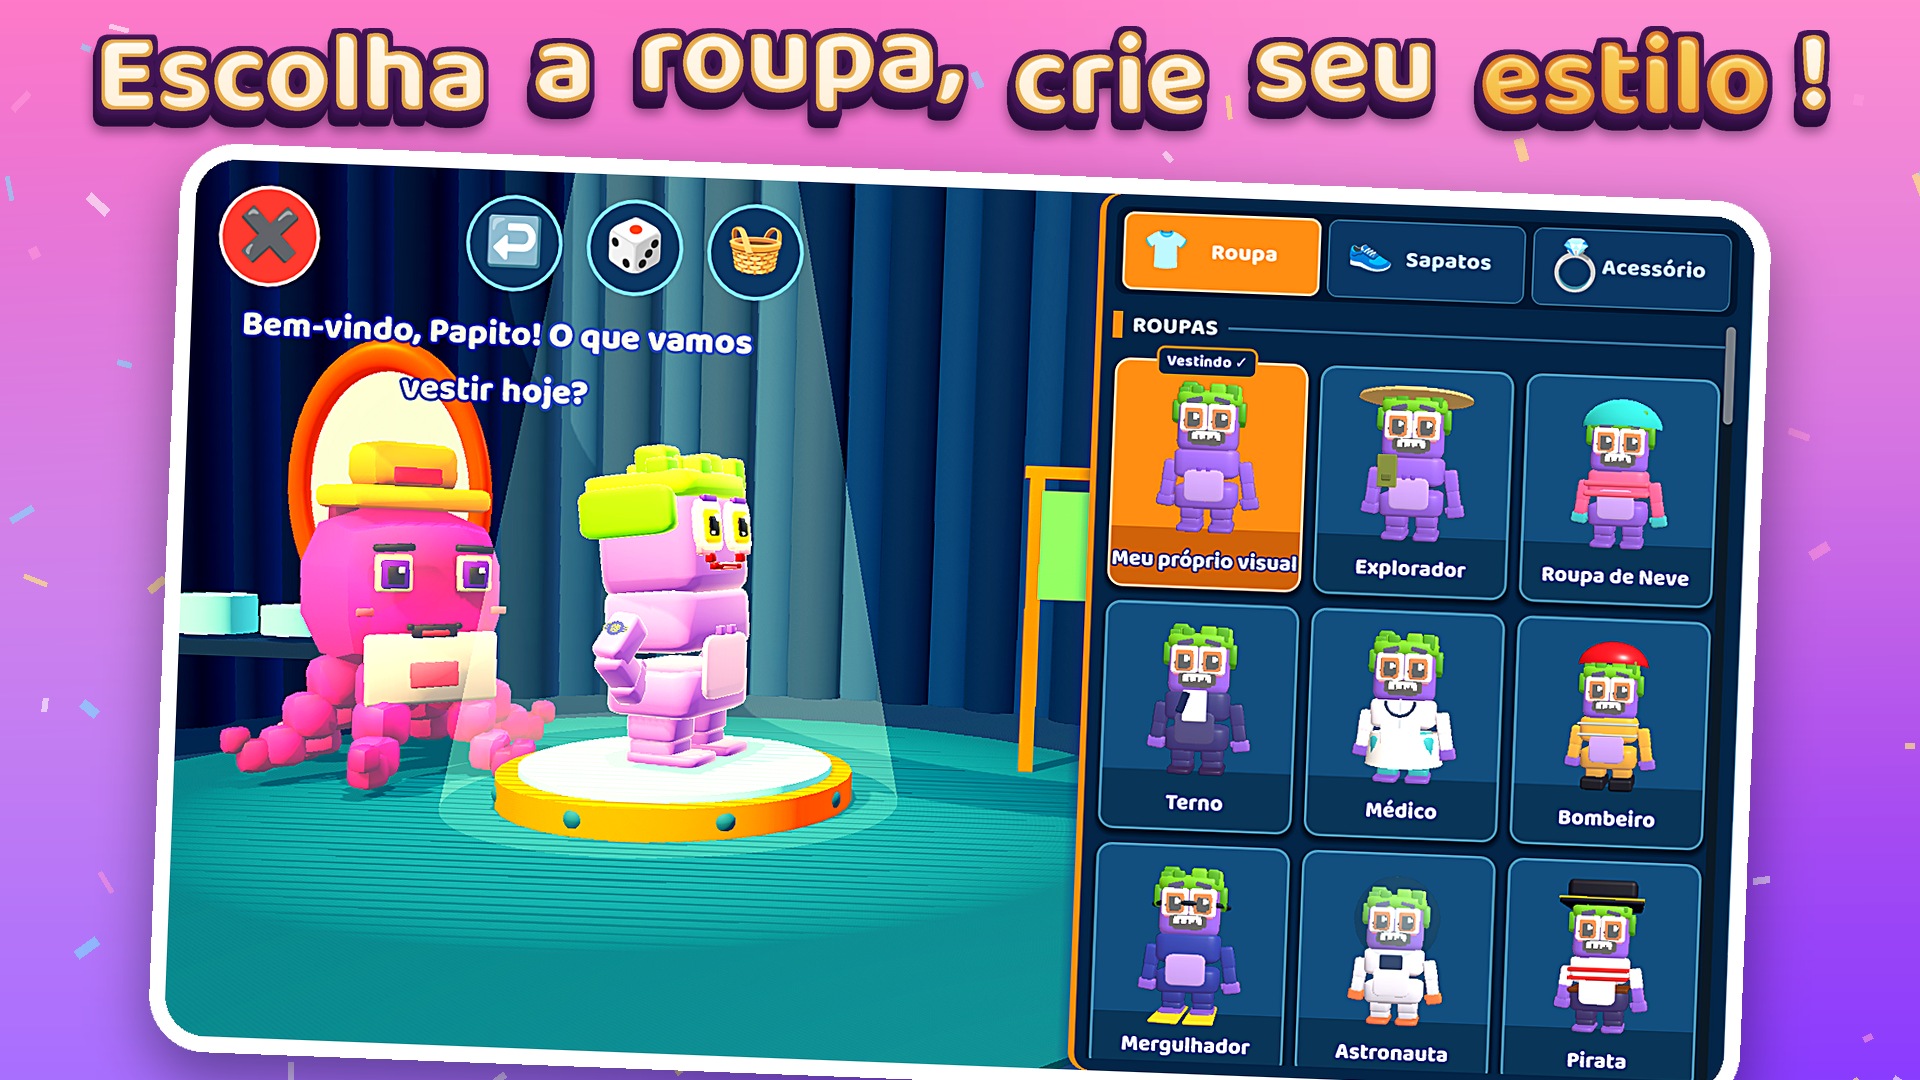 Escolha a roupa, crie seu estilo!
Bem-vindo, Papito! O que vamos
vestir hoje?
Roupa
Sapatos
Acessório
ROUPAS
Vestindo ✓
Meu próprio visual
Explorador
Roupa de Neve
Terno
Médico
Bombeiro
Mergulhador
Astronauta
Pirata